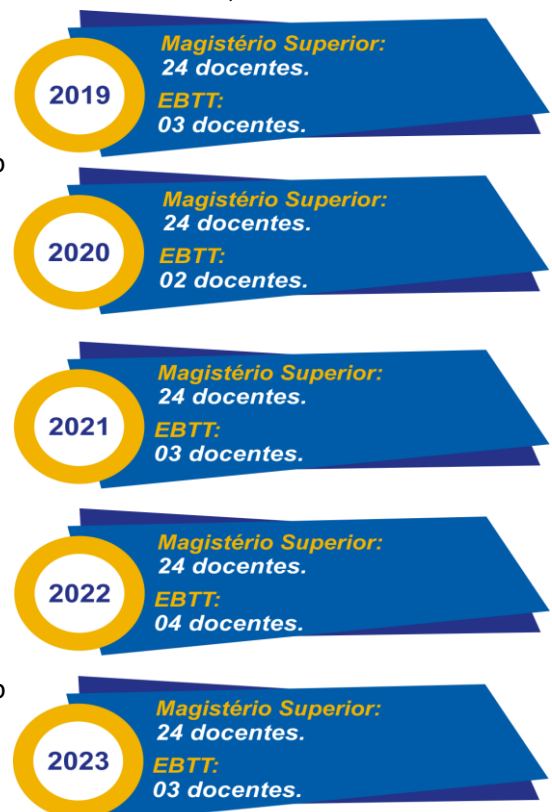 Magistério Superior:
24 docentes.
2019
EBTT:
03 docentes.
Magistério Superior:
24 docentes.
2020
EBTT:
02 docentes.
Magistério Superior:
24 docentes.
2021
EBTT:
03 docentes.
Magistério Superior:
24 docentes.
2022
EBTT:
04 docentes.
Magistério Superior:
24 docentes.
2023
EBTT:
03 docentes.